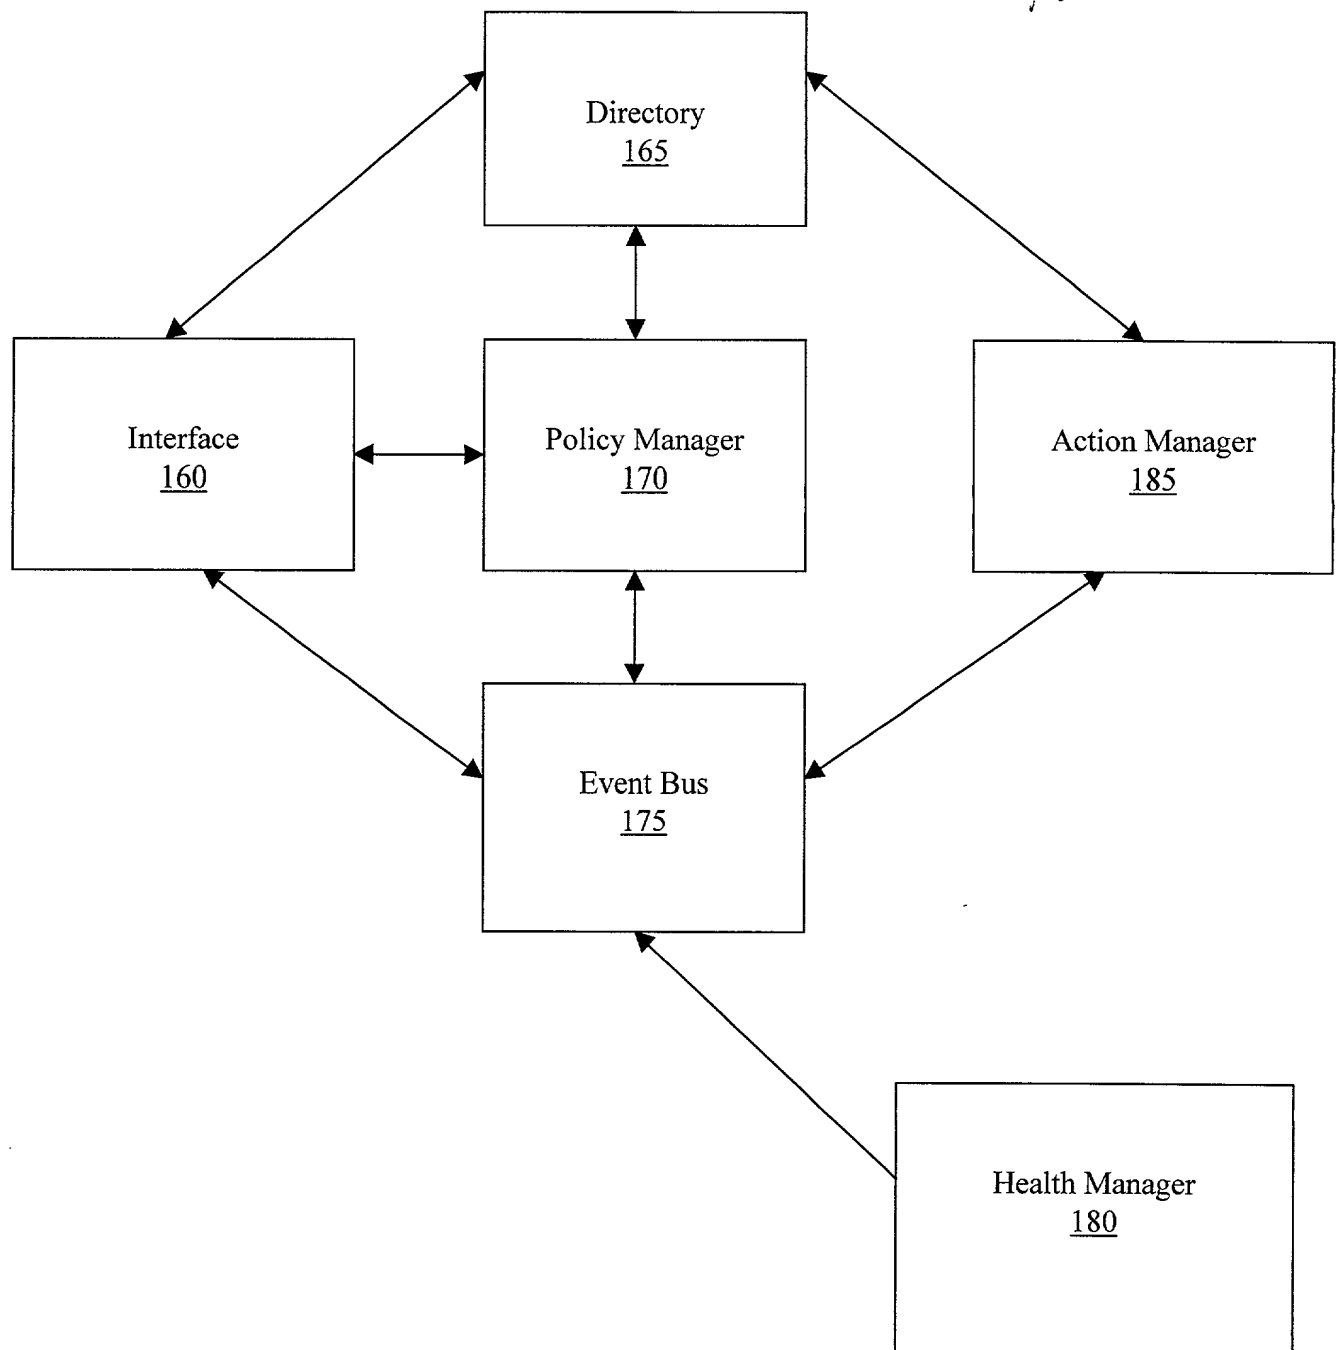 Directory
165
Interface
160
Policy Manager
170
Action Manager
185
Event Bus
175
Health Manager
180